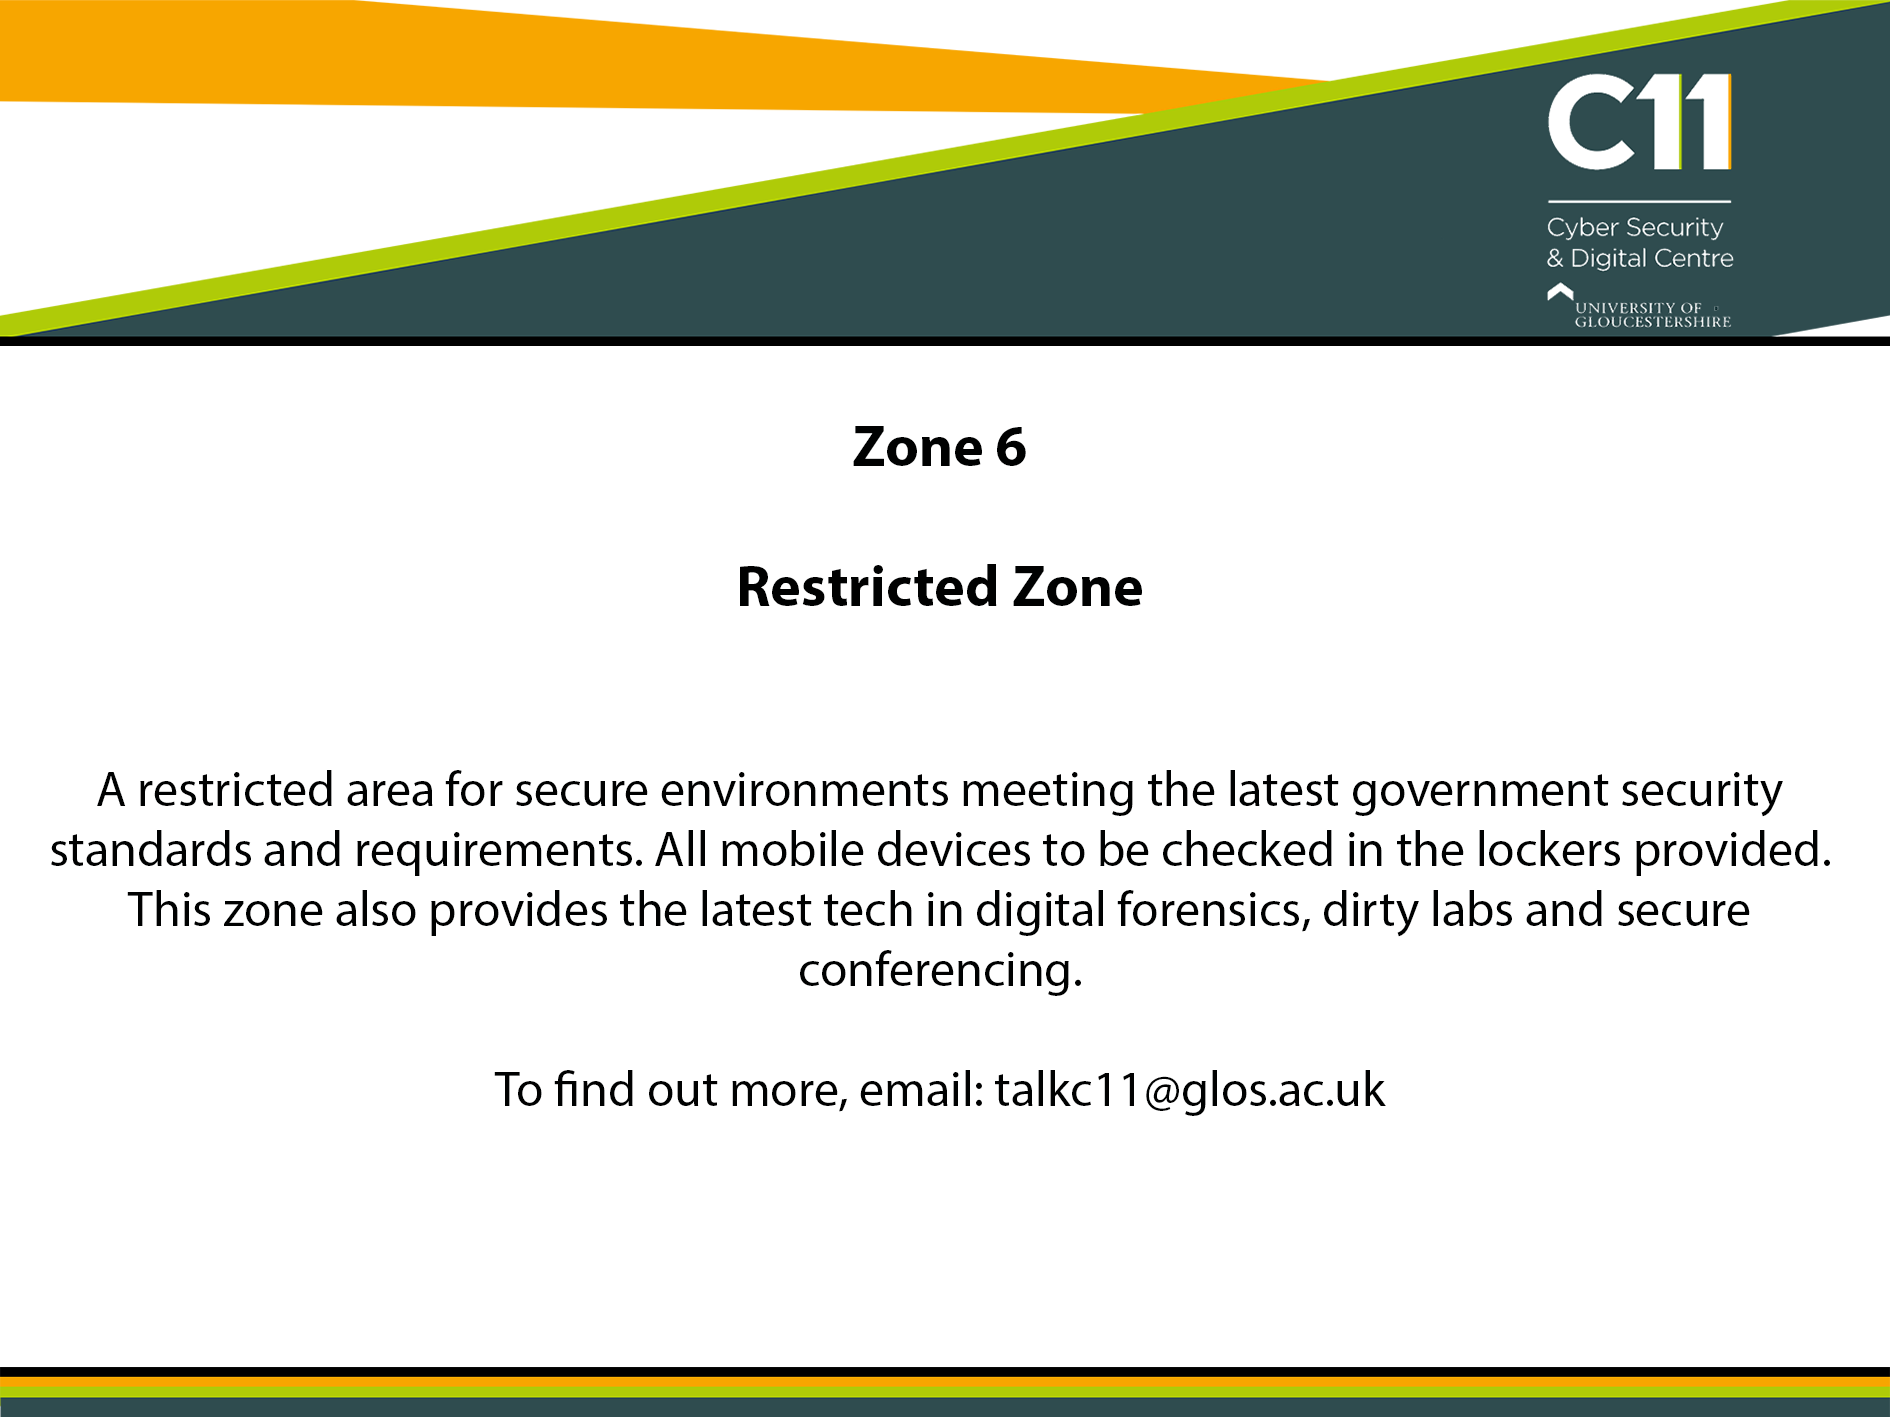 C11
Cyber Security
& Digital Centre
UNIVERSITY OF
GLOUCESTERSHIRE
Zone 6
Restricted Zone
A restricted area for secure environments meeting the latest government security
standards and requirements. All mobile devices to be checked in the lockers provided.
This zone also provides the latest tech in digital forensics, dirty labs and secure
conferencing.
To find out more, email: talkc11@glos.ac.uk